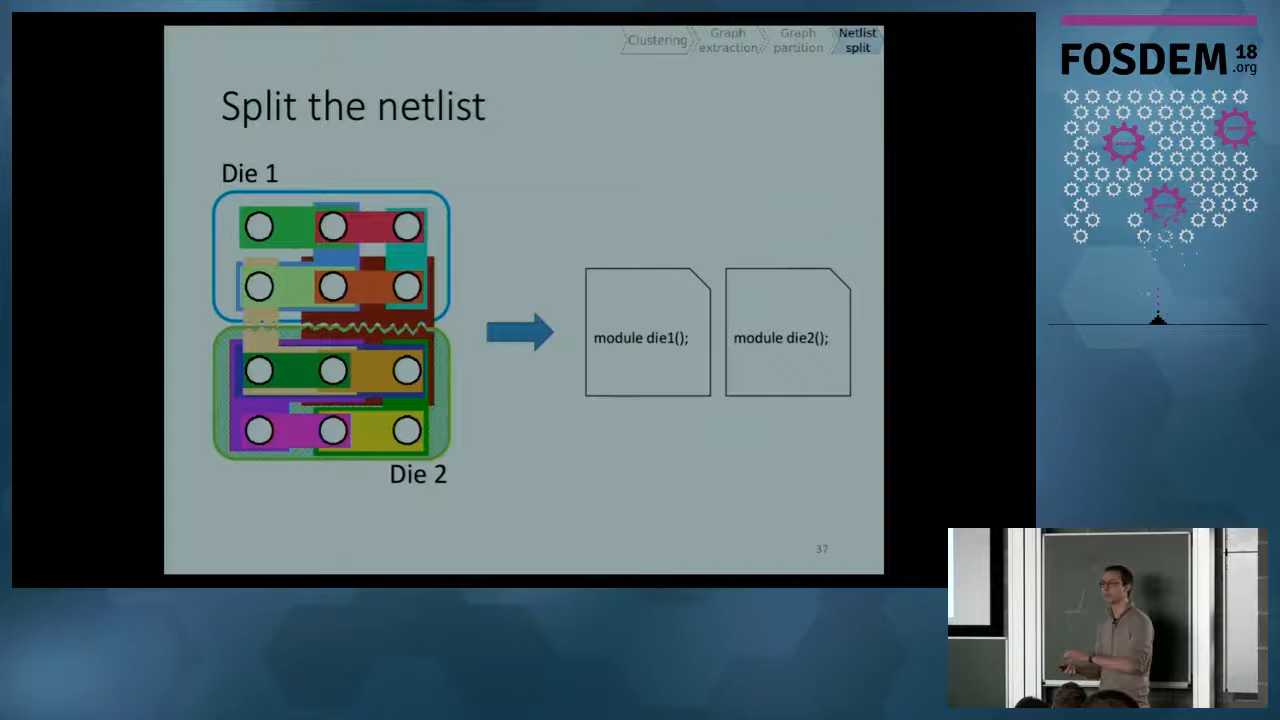 Clustering
Graph
extraction
Graph
partition
Netlist
split
Split the netlist
Die 1
module die1();
module die2();
Die 2
37
FOSDEM 18
.org